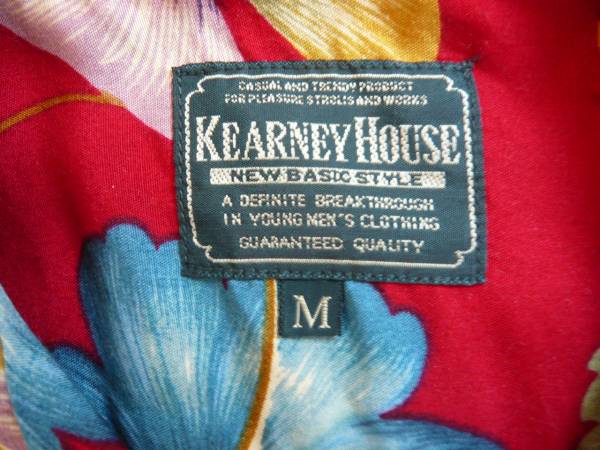 CASUAL AND TRENDY PRODUCT
FOR PLEASURE STROLLS AND WORKS
KEARNEY HOUSE
NEW BASIC STYLE
A DEFINITE BREAKTHROUGH
IN YOUNG MEN'S CLOTHING
GUARANTEED QUALITY
M